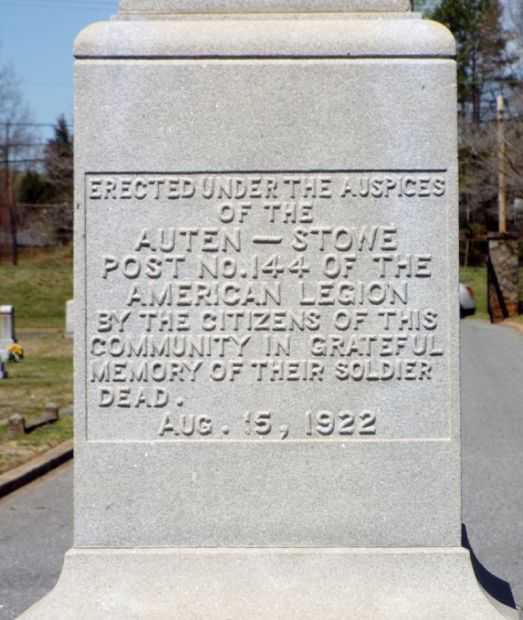 ERECTED UNDER THE AUSPICES
OF THE
AUTEN — STOWE
POST NO. 144 OF THE
AMERICAN LEGION
BY THE CITIZENS OF THIS
COMMUNITY IN GRATEFUL
MEMORY OF THEIR SOLDIER
DEAD.
AUG. 15, 1922